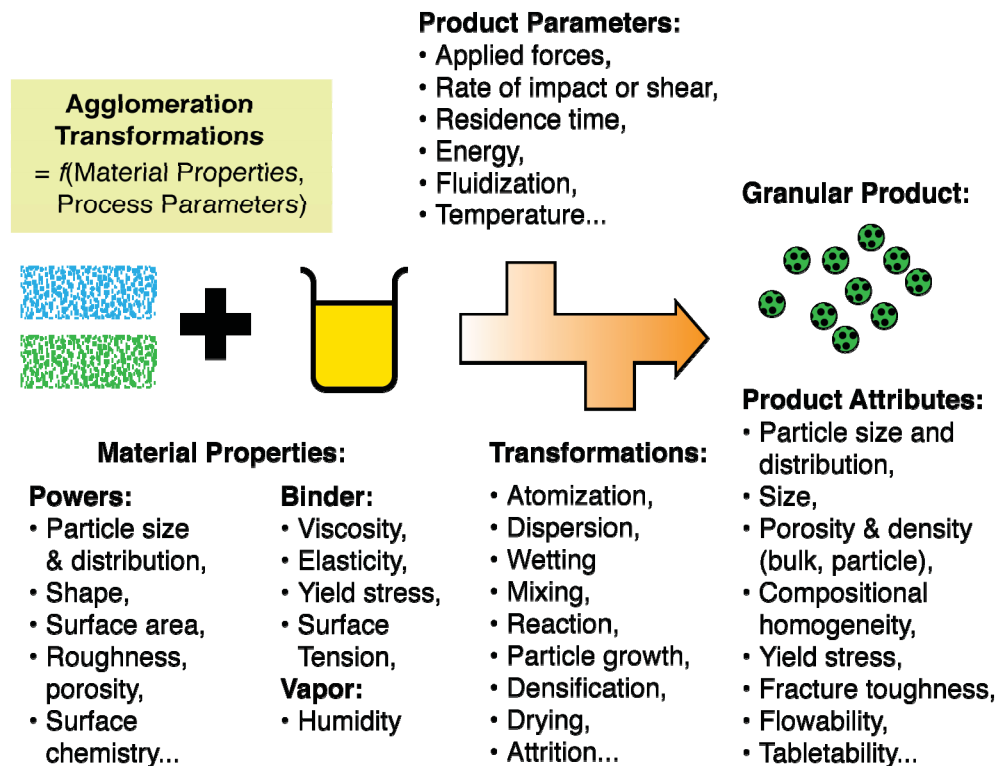 Agglomeration
Transformations
= f(Material Properties,
Process Parameters)
Product Parameters:
• Applied forces,
• Rate of impact or shear,
• Residence time,
• Energy,
• Fluidization,
• Temperature...
Granular Product:
Material Properties:
Powers:
• Particle size
& distribution,
• Shape,
• Surface area,
• Roughness,
porosity,
• Surface
chemistry...
Binder:
• Viscosity,
• Elasticity,
• Yield stress,
• Surface
Tension,
Vapor:
• Humidity
Transformations:
• Atomization,
• Dispersion,
• Wetting
• Mixing,
• Reaction,
• Particle growth,
• Densification,
• Drying,
• Attrition...
Product Attributes:
• Particle size and
distribution,
• Size,
• Porosity & density
(bulk, particle),
• Compositional
homogeneity,
• Yield stress,
• Fracture toughness,
• Flowability,
• Tabletability...